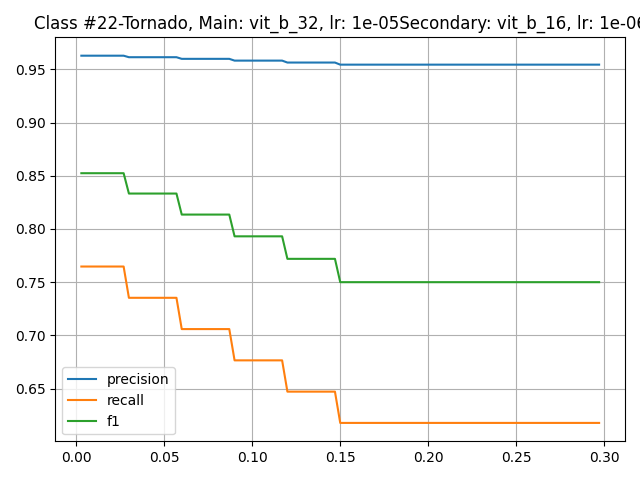 Class #22-Tornado, Main: vit_b_32, lr: 1e-05Secondary: vit_b_16, lr: 1e-06
0.95
0.90
0.85
0.80
0.75
0.70
0.65
precision
recall
f1
0.00 0.05 0.10 0.15 0.20 0.25 0.30